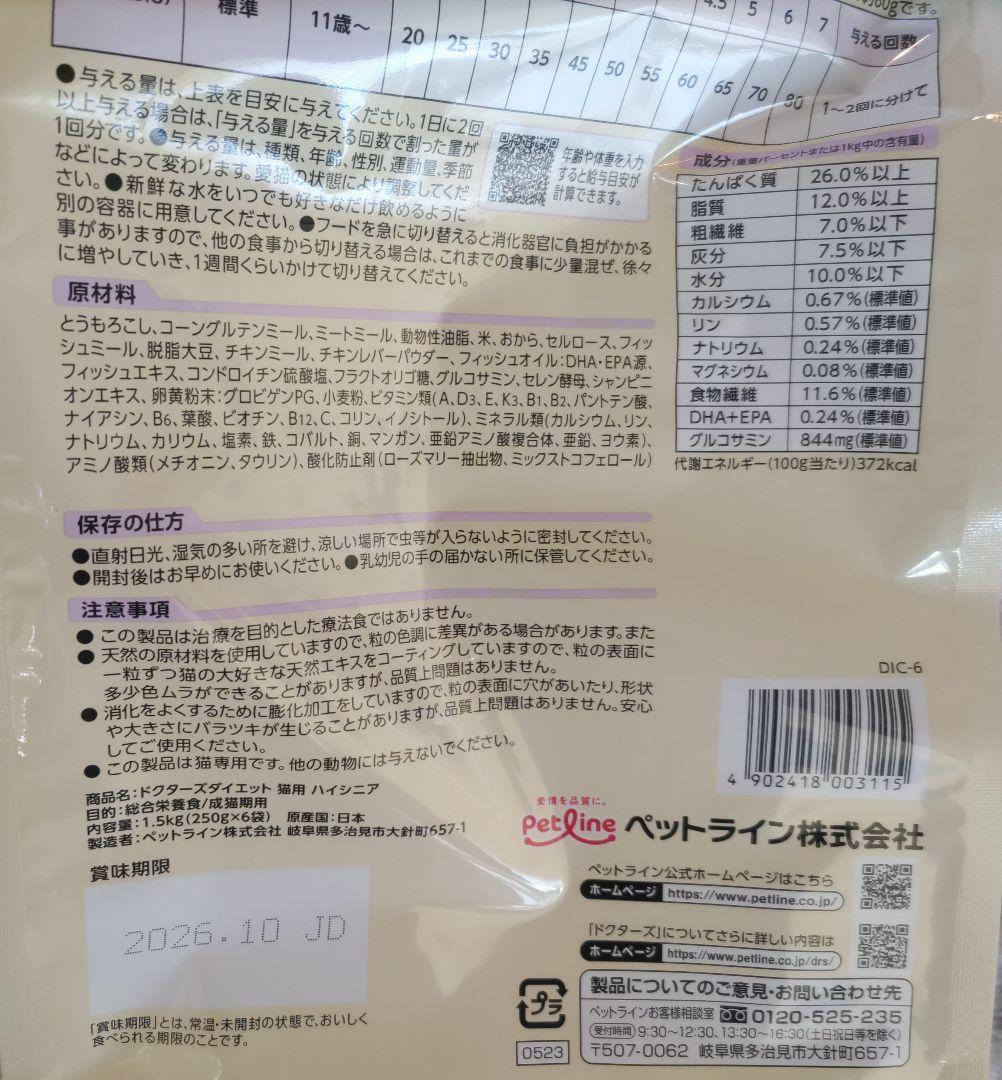 標準
11歳～
20 25 30 35 45 50 55 60 65 70 80
4.5 5 6 7
与える回数
1～2回に分けて
●与える量は、上表を目安に与えてください。1日に2回
以上与える場合は、「与える量」を与える回数で割った量が
1回分です。●与える量は、種類、年齢、性別、運動量、季節
などによって変わります。愛猫の状態により調整してくだ
さい。●新鮮な水をいつでも好きなだけ飲めるように
別の容器に用意してください。●フードを急に切り替えると消化器官に負担がかかる
事がありますので、他の食事から切り替える場合は、これまでの食事に少量混ぜ、徐々
に増やしていき、1週間くらいかけて切り替えてください。
年齢や体重を入力
すると給与目安が
計算できます。
成分(重量パーセントまたは1kg中の含有量)
たんぱく質 26.0%以上
脂質 12.0%以上
粗繊維 7.0%以下
灰分 7.5%以下
水分 10.0%以下
カルシウム 0.67%(標準値)
リン 0.57%(標準値)
ナトリウム 0.24%(標準値)
マグネシウム 0.08%(標準値)
食物繊維 11.6%(標準値)
DHA+EPA 0.24%(標準値)
グルコサミン 844mg(標準値)
代謝エネルギー(100g当たり)372kcal
原材料
とうもろこし、コーングルテンミール、ミートミール、動物性油脂、米、おから、セルロース、フィッ
シュミール、脱脂大豆、チキンミール、チキンレバーパウダー、フィッシュオイル:DHA・EPA源、
フィッシュエキス、コンドロイチン硫酸塩、フラクトオリゴ糖、グルコサミン、セレン酵母、シャンピニ
オンエキス、卵黄粉末:グロビゲンPG、小麦粉、ビタミン類(A、D3、E、K3、B1、B2、パントテン酸、
ナイアシン、B6、葉酸、ビオチン、B12、C、コリン、イノシトール)、ミネラル類(カルシウム、リン、
ナトリウム、カリウム、塩素、鉄、コバルト、銅、マンガン、亜鉛アミノ酸複合体、亜鉛、ヨウ素)、
アミノ酸類(メチオニン、タウリン)、酸化防止剤(ローズマリー抽出物、ミックストコフェロール)
保存の仕方
●直射日光、湿気の多い所を避け、涼しい場所で虫等が入らないように密封してください。
●開封後はお早めにお使いください。●乳幼児の手の届かない所に保管してください。
注意事項
●この製品は治療を目的とした療法食ではありません。
●天然の原材料を使用していますので、粒の色調に差異がある場合があります。また
一粒ずつ猫の大好きな天然エキスをコーティングしていますので、粒の表面に
多少色ムラができることがありますが、品質上問題はありません。
●消化をよくするために膨化加工をしていますので、粒の表面に穴があいたり、形状
や大きさにバラツキが生じることがありますが、品質上問題はありません。安心
してご使用ください。
●この製品は猫専用です。他の動物には与えないでください。
商品名:ドクターズダイエット 猫用 ハイシニア
目的:総合栄養食/成猫期用
内容量:1.5kg(250g×6袋) 原産国:日本
製造者:ペットライン株式会社 岐阜県多治見市大針町657-1
賞味期限
2026.10 JD
「賞味期限」とは、常温・未開封の状態で、おいしく
食べられる期限のことです。
DIC-6
4 902418 003115
愛情を品質に。
petline ペットライン株式会社
ペットライン公式ホームページはこちら
ホームページ https://www.petline.co.jp/
「ドクターズ」についてさらに詳しい内容は
ホームページ https://www.petline.co.jp/drs/
プラ
0523
製品についてのご意見・お問い合わせ先
ペットラインお客様相談室 0120-525-235
受付時間 9:30～12:30、13:30～16:30(土日祝日等を除く)
〒507-0062 岐阜県多治見市大針町657-1